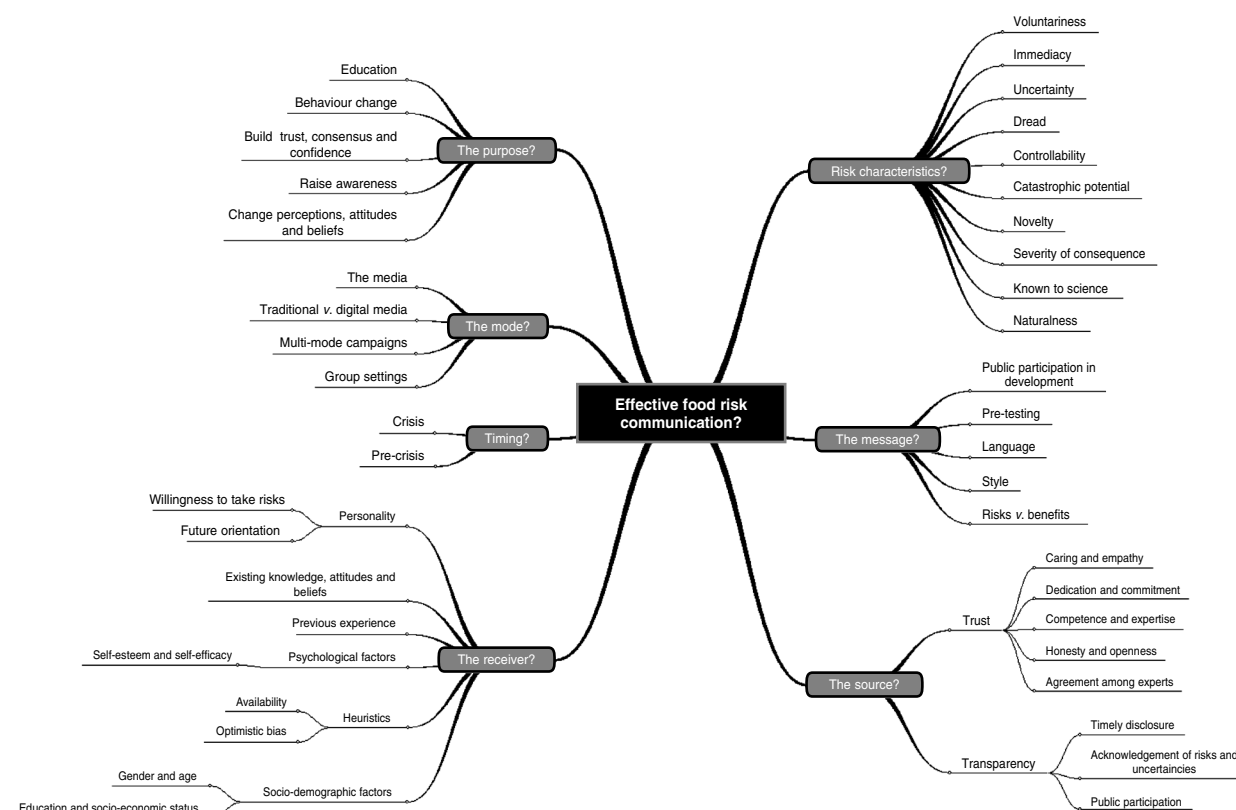 Effective food risk
communication?
The purpose?
Education
Behaviour change
Build trust, consensus and
confidence
Raise awareness
Change perceptions, attitudes
and beliefs
The mode?
The media
Traditional v. digital media
Multi-mode campaigns
Group settings
Timing?
Crisis
Pre-crisis
The receiver?
Personality
Willingness to take risks
Future orientation
Existing knowledge, attitudes and
beliefs
Previous experience
Psychological factors
Self-esteem and self-efficacy
Heuristics
Availability
Optimistic bias
Socio-demographic factors
Gender and age
Education and socio-economic status
Risk characteristics?
Voluntariness
Immediacy
Uncertainty
Dread
Controllability
Catastrophic potential
Novelty
Severity of consequence
Known to science
Naturalness
The message?
Public participation in
development
Pre-testing
Language
Style
Risks v. benefits
The source?
Trust
Caring and empathy
Dedication and commitment
Competence and expertise
Honesty and openness
Agreement among experts
Transparency
Timely disclosure
Acknowledgement of risks and
uncertaincies
Public participation